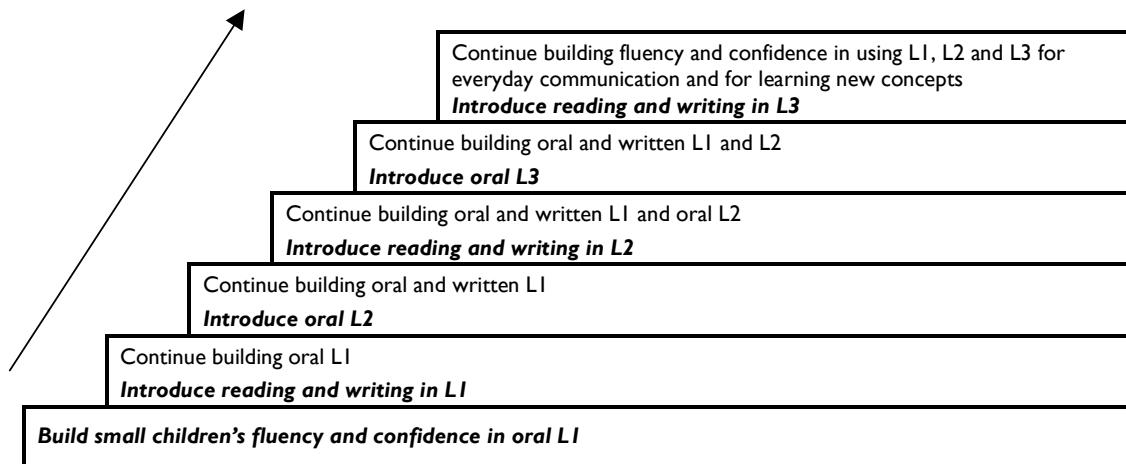 Continue building fluency and confidence in using L1, L2 and L3 for
everyday communication and for learning new concepts
Introduce reading and writing in L3
Continue building oral and written L1 and L2
Introduce oral L3
Continue building oral and written L1 and oral L2
Introduce reading and writing in L2
Continue building oral and written L1
Introduce oral L2
Continue building oral L1
Introduce reading and writing in L1
Build small children’s fluency and confidence in oral L1